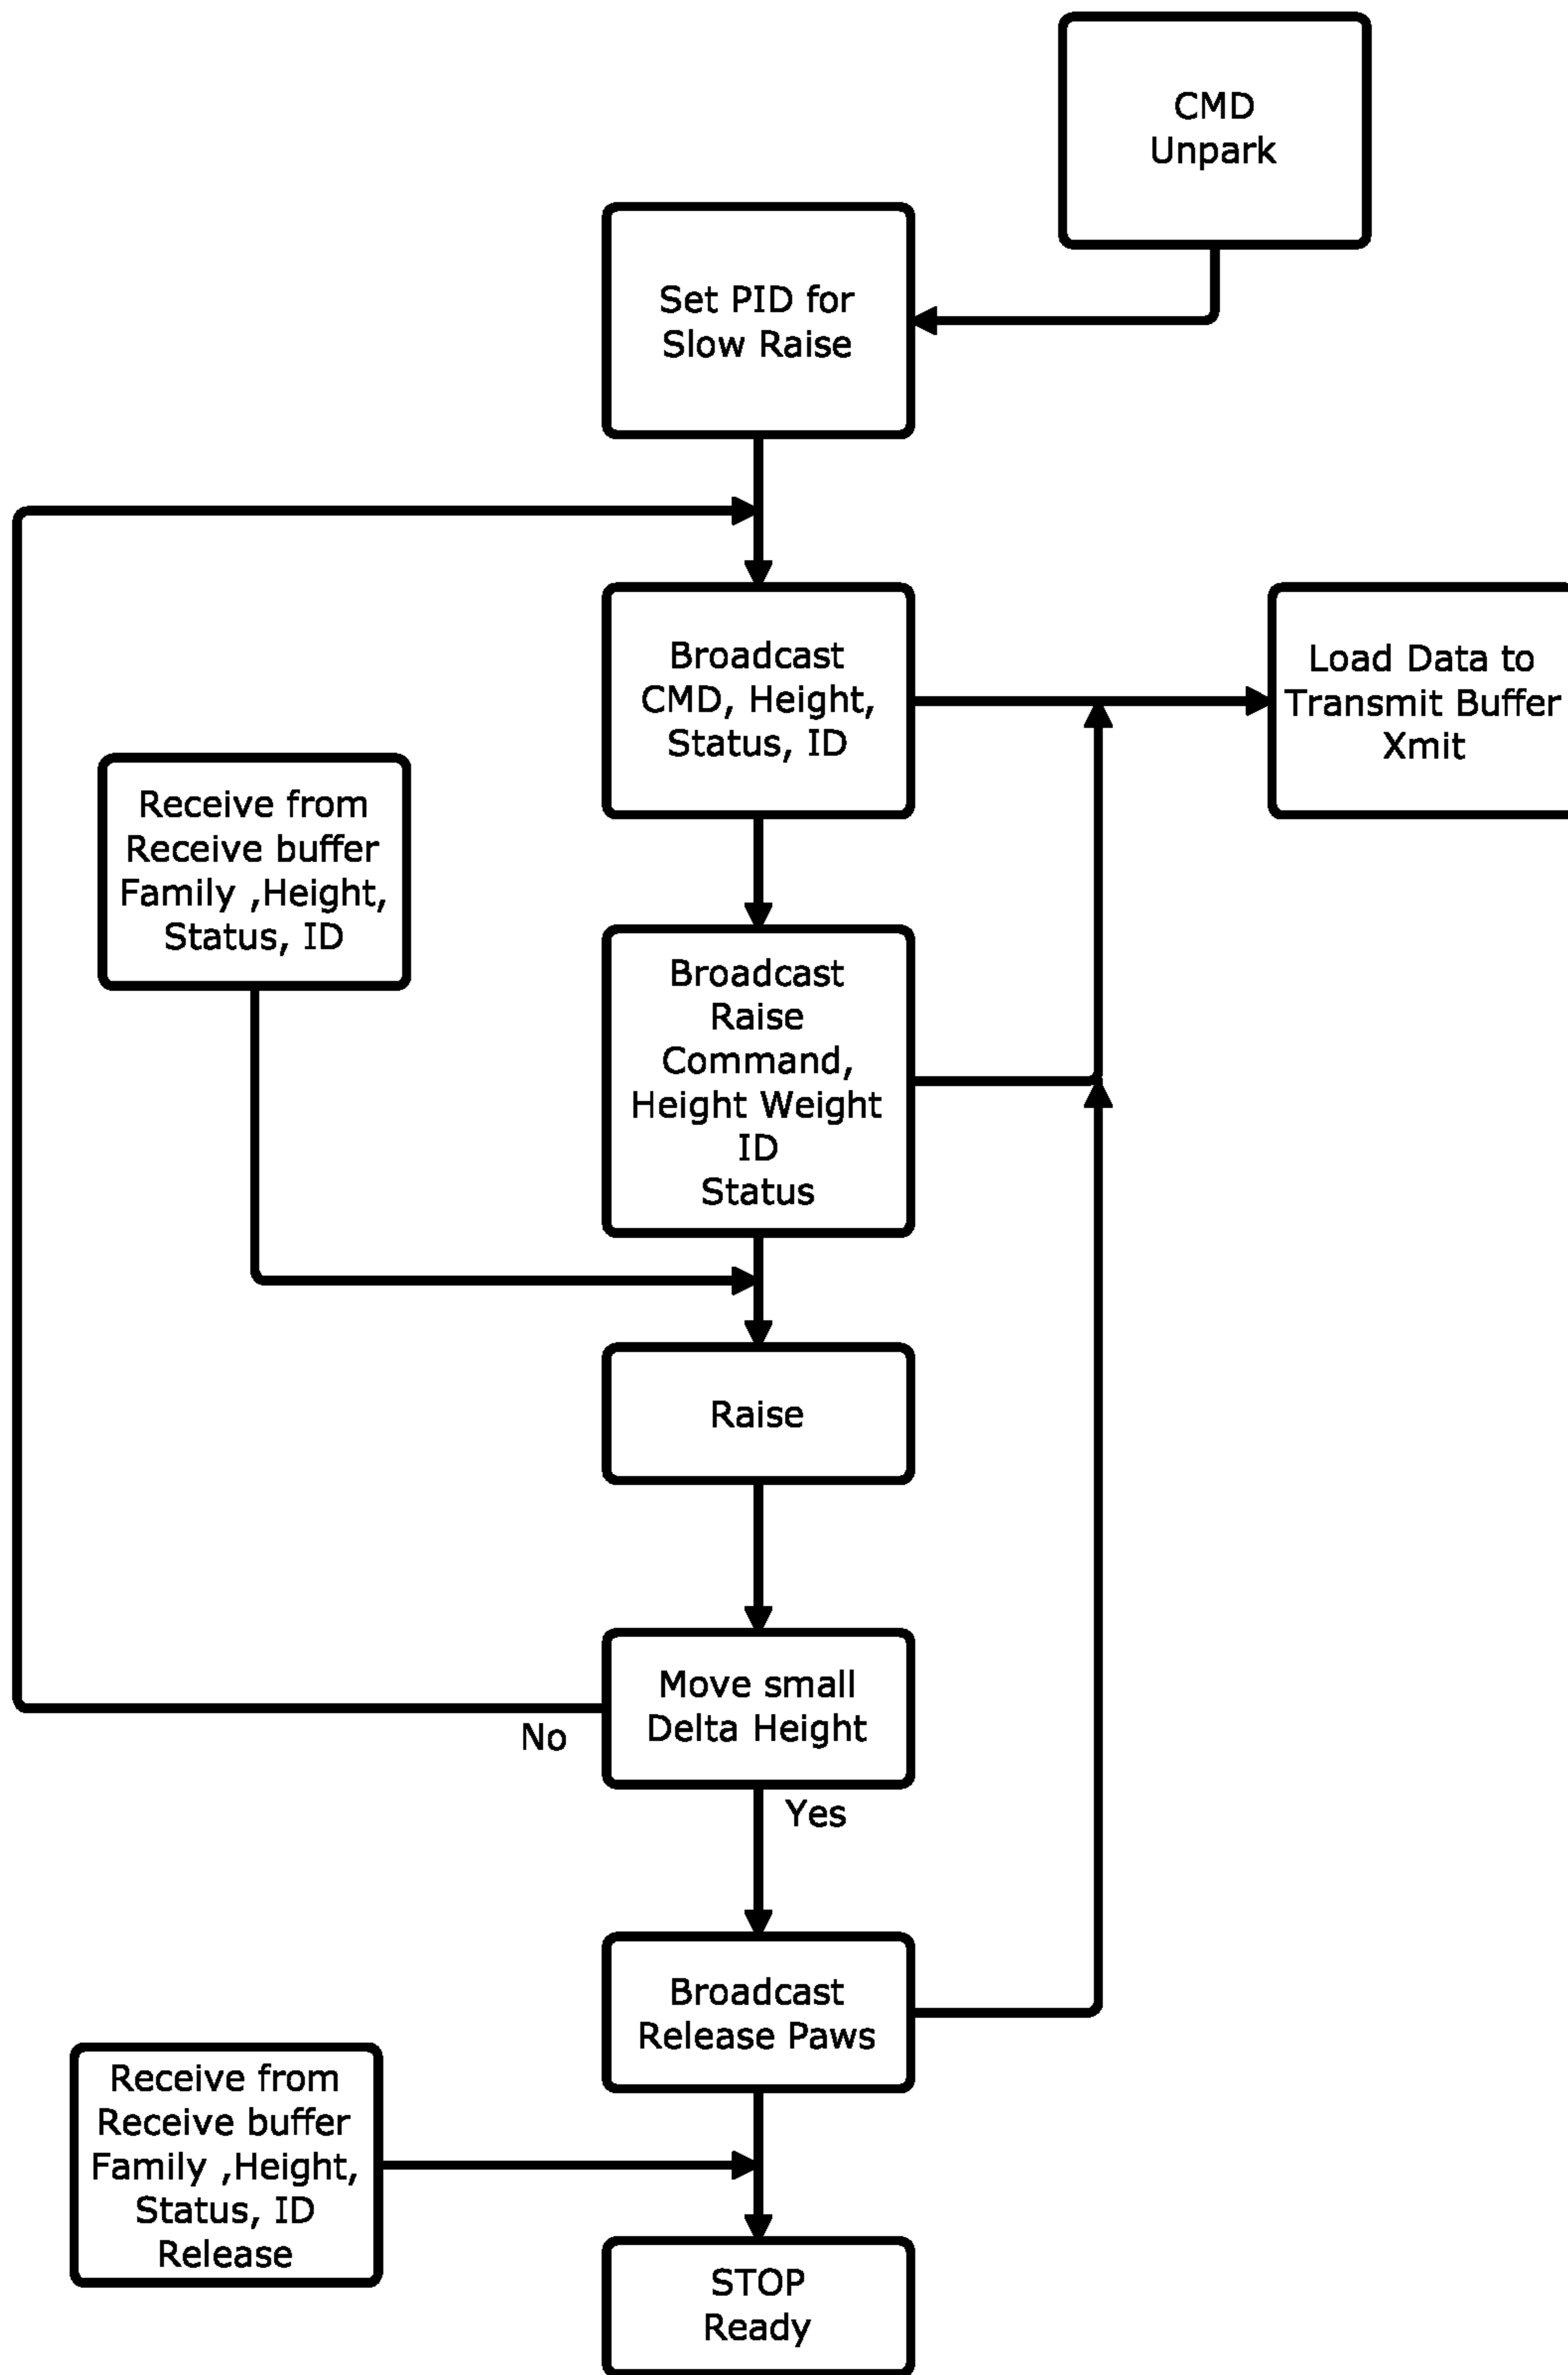 CMD
Unpark
Set PID for
Slow Raise
Broadcast
CMD, Height,
Status, ID
Load Data to
Transmit Buffer
Xmit
Receive from
Receive buffer
Family ,Height,
Status, ID
Broadcast
Raise
Command,
Height Weight
ID
Status
Raise
Move small
Delta Height
No
Yes
Broadcast
Release Paws
Receive from
Receive buffer
Family ,Height,
Status, ID
Release
STOP
Ready